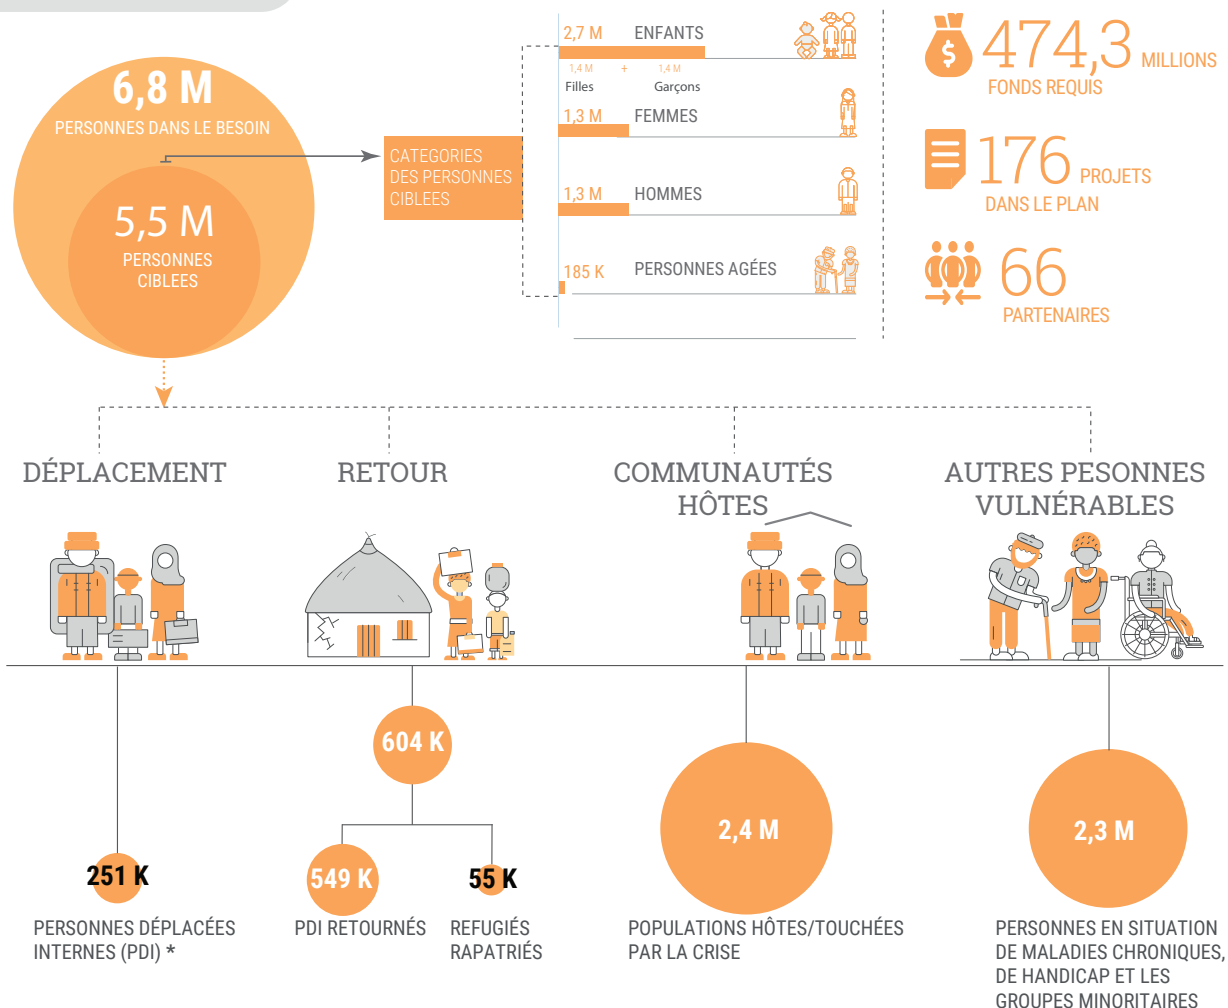 6,8 M
PERSONNES DANS LE BESOIN
5,5 M
PERSONNES
CIBLEES
CATEGORIES
DES PERSONNES
CIBLEES
2,7 M ENFANTS
1,4 M + 1,4 M
Filles Garçons
1,3 M FEMMES
1,3 M HOMMES
185 K PERSONNES AGÉES
$
474,3 MILLIONS
FONDS REQUIS
176 PROJETS
DANS LE PLAN
66
PARTENAIRES
DÉPLACEMENT
RETOUR
COMMUNAUTÉS
HÔTES
AUTRES PESONNES
VULNÉRABLES
251 K
PERSONNES DÉPLACÉES
INTERNES (PDI) *
604 K
549 K
PDI RETOURNÉS
55 K
REFUGIÉS
RAPATRIÉS
2,4 M
POPULATIONS HÔTES/TOUCHÉES
PAR LA CRISE
2,3 M
PERSONNES EN SITUATION
DE MALADIES CHRONIQUES,
DE HANDICAP ET LES
GROUPES MINORITAIRES